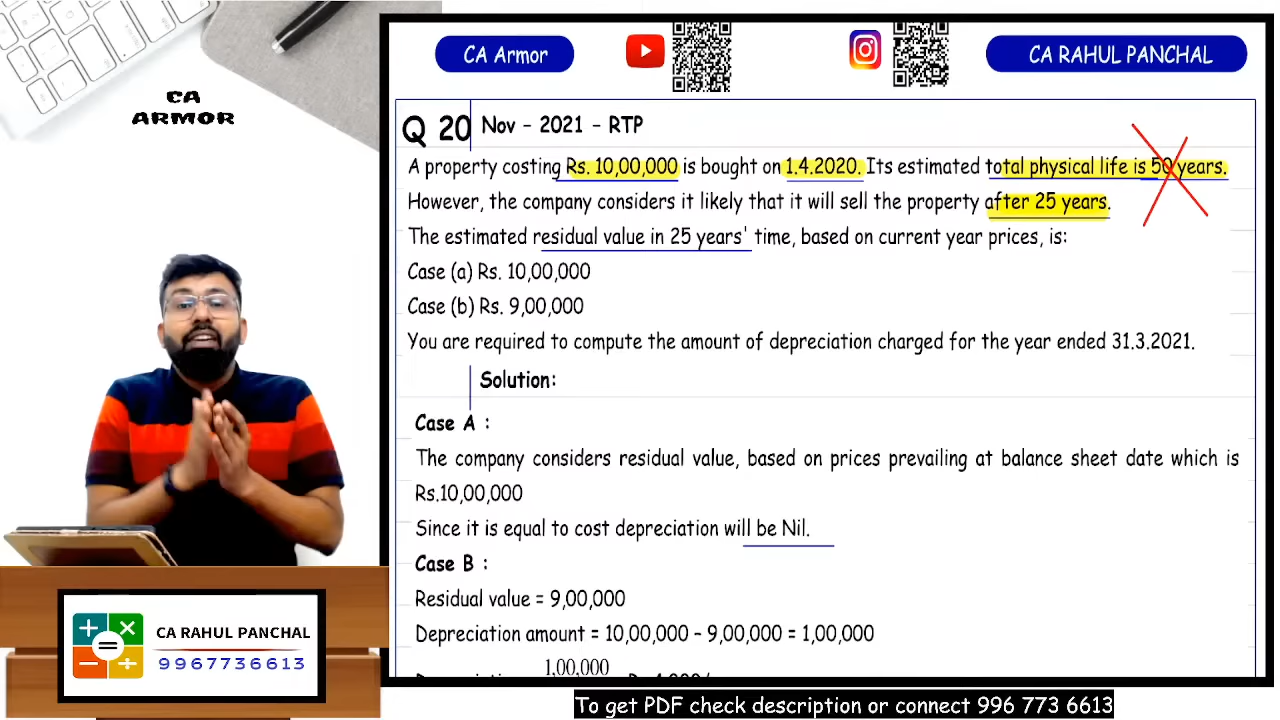 CA Armor
CA RAHUL PANCHAL
CA
ARMOR
Q 20
Nov – 2021 – RTP
A property costing Rs. 10,00,000 is bought on 1.4.2020. Its estimated total physical life is 50 years.
However, the company considers it likely that it will sell the property after 25 years.
The estimated residual value in 25 years' time, based on current year prices, is:
Case (a) Rs. 10,00,000
Case (b) Rs. 9,00,000
You are required to compute the amount of depreciation charged for the year ended 31.3.2021.
Solution:
Case A :
The company considers residual value, based on prices prevailing at balance sheet date which is
Rs.10,00,000
Since it is equal to cost depreciation will be Nil.
Case B :
Residual value = 9,00,000
Depreciation amount = 10,00,000 – 9,00,000 = 1,00,000
1,00,000
CA RAHUL PANCHAL
9967736613
To get PDF check description or connect 996 773 6613